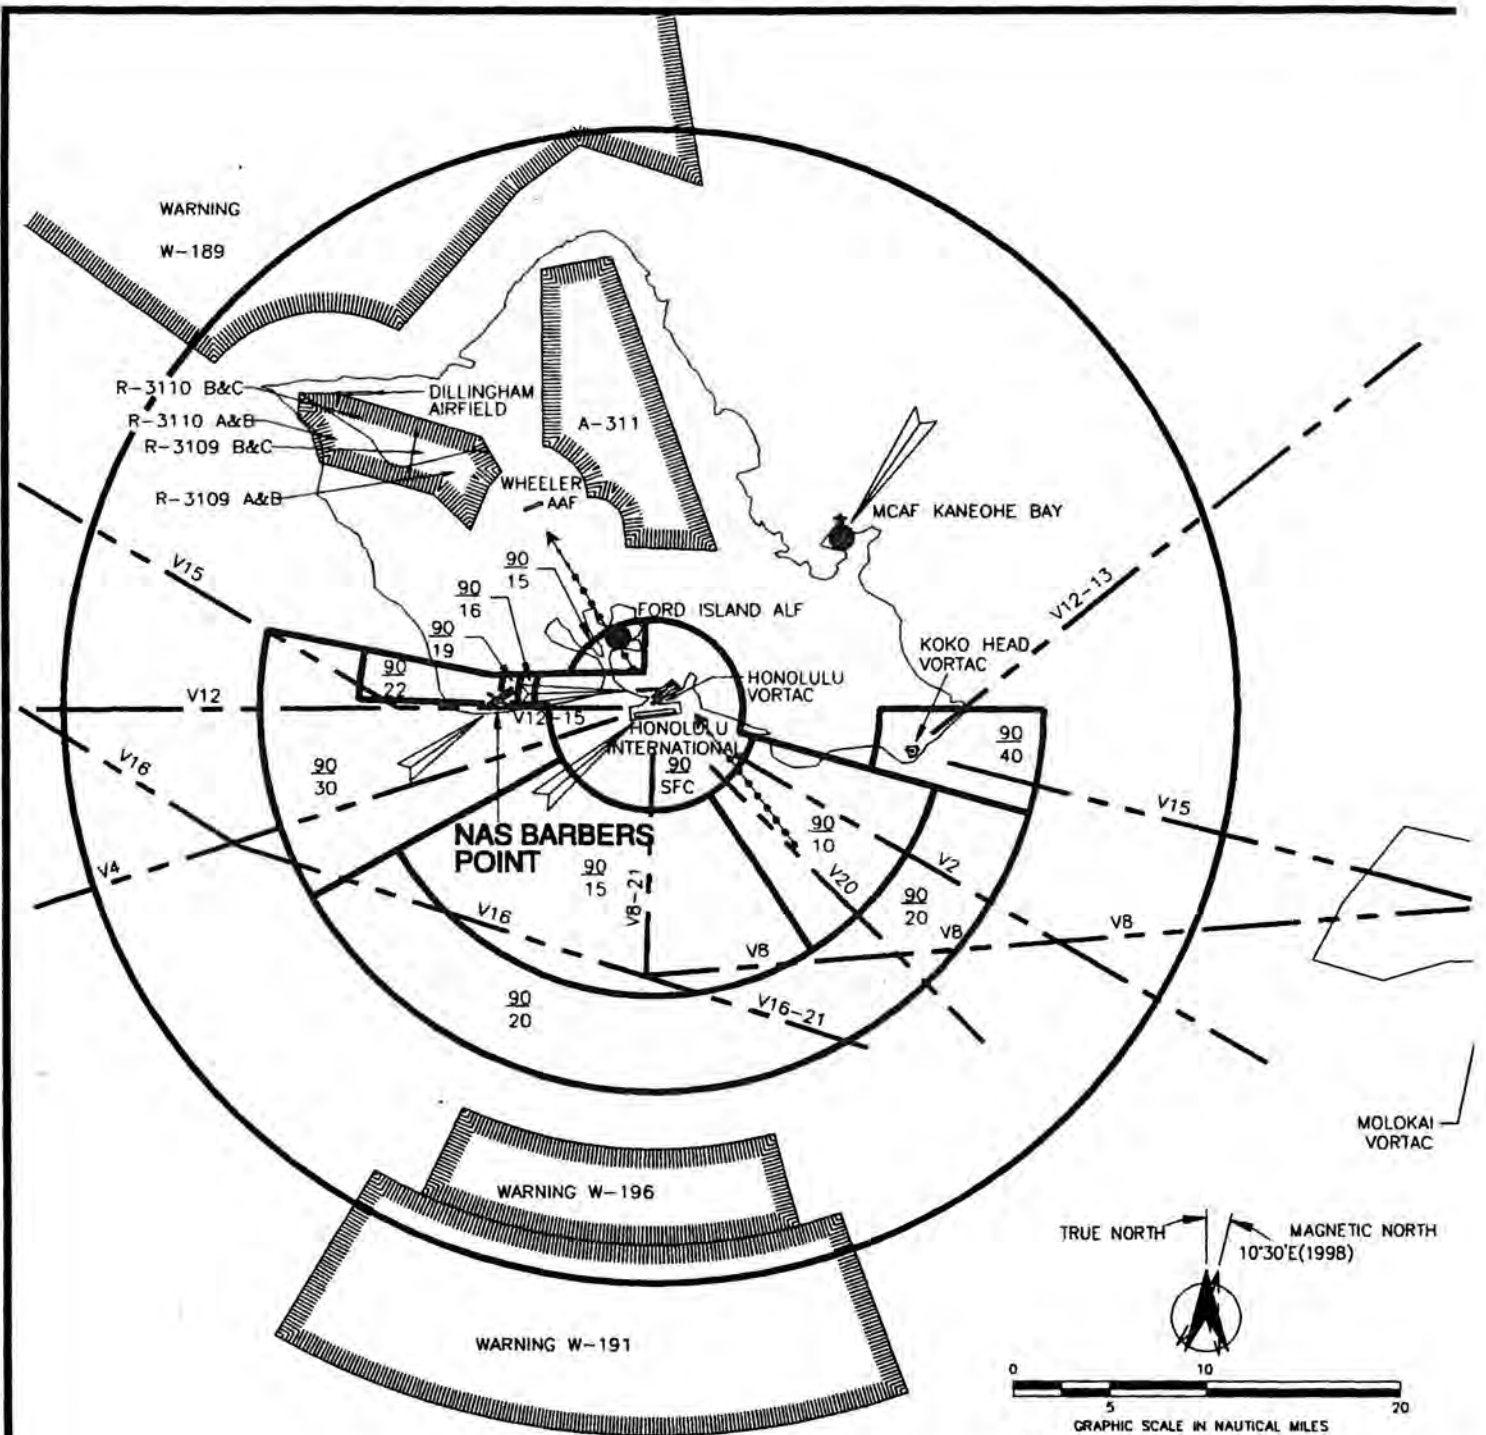 WARNING
W-189
R-3110 B&C
DILLINGHAM
AIRFIELD
R-3110 A&B
R-3109 B&C
R-3109 A&B
A-311
WHEELER
AAF
MCAF KANEOHE BAY
V15
90
15
90
16
90
19
90
22
FORD ISLAND ALF
V12-13
KOKO HEAD
VORTAC
HONOLULU
VORTAC
V12
V12-15
HONOLULU
INTERNATIONAL
90
SFC
90
40
V16
90
30
V15
NAS BARBERS
POINT
90
10
V4
90
15
V8-21
V20
V2
90
20
V16
V8
V8
V8
90
20
V16-21
MOLOKAI
VORTAC
WARNING W-196
TRUE NORTH
MAGNETIC NORTH
10°30'E(1998)
WARNING W-191
0
10
5
20
GRAPHIC SCALE IN NAUTICAL MILES